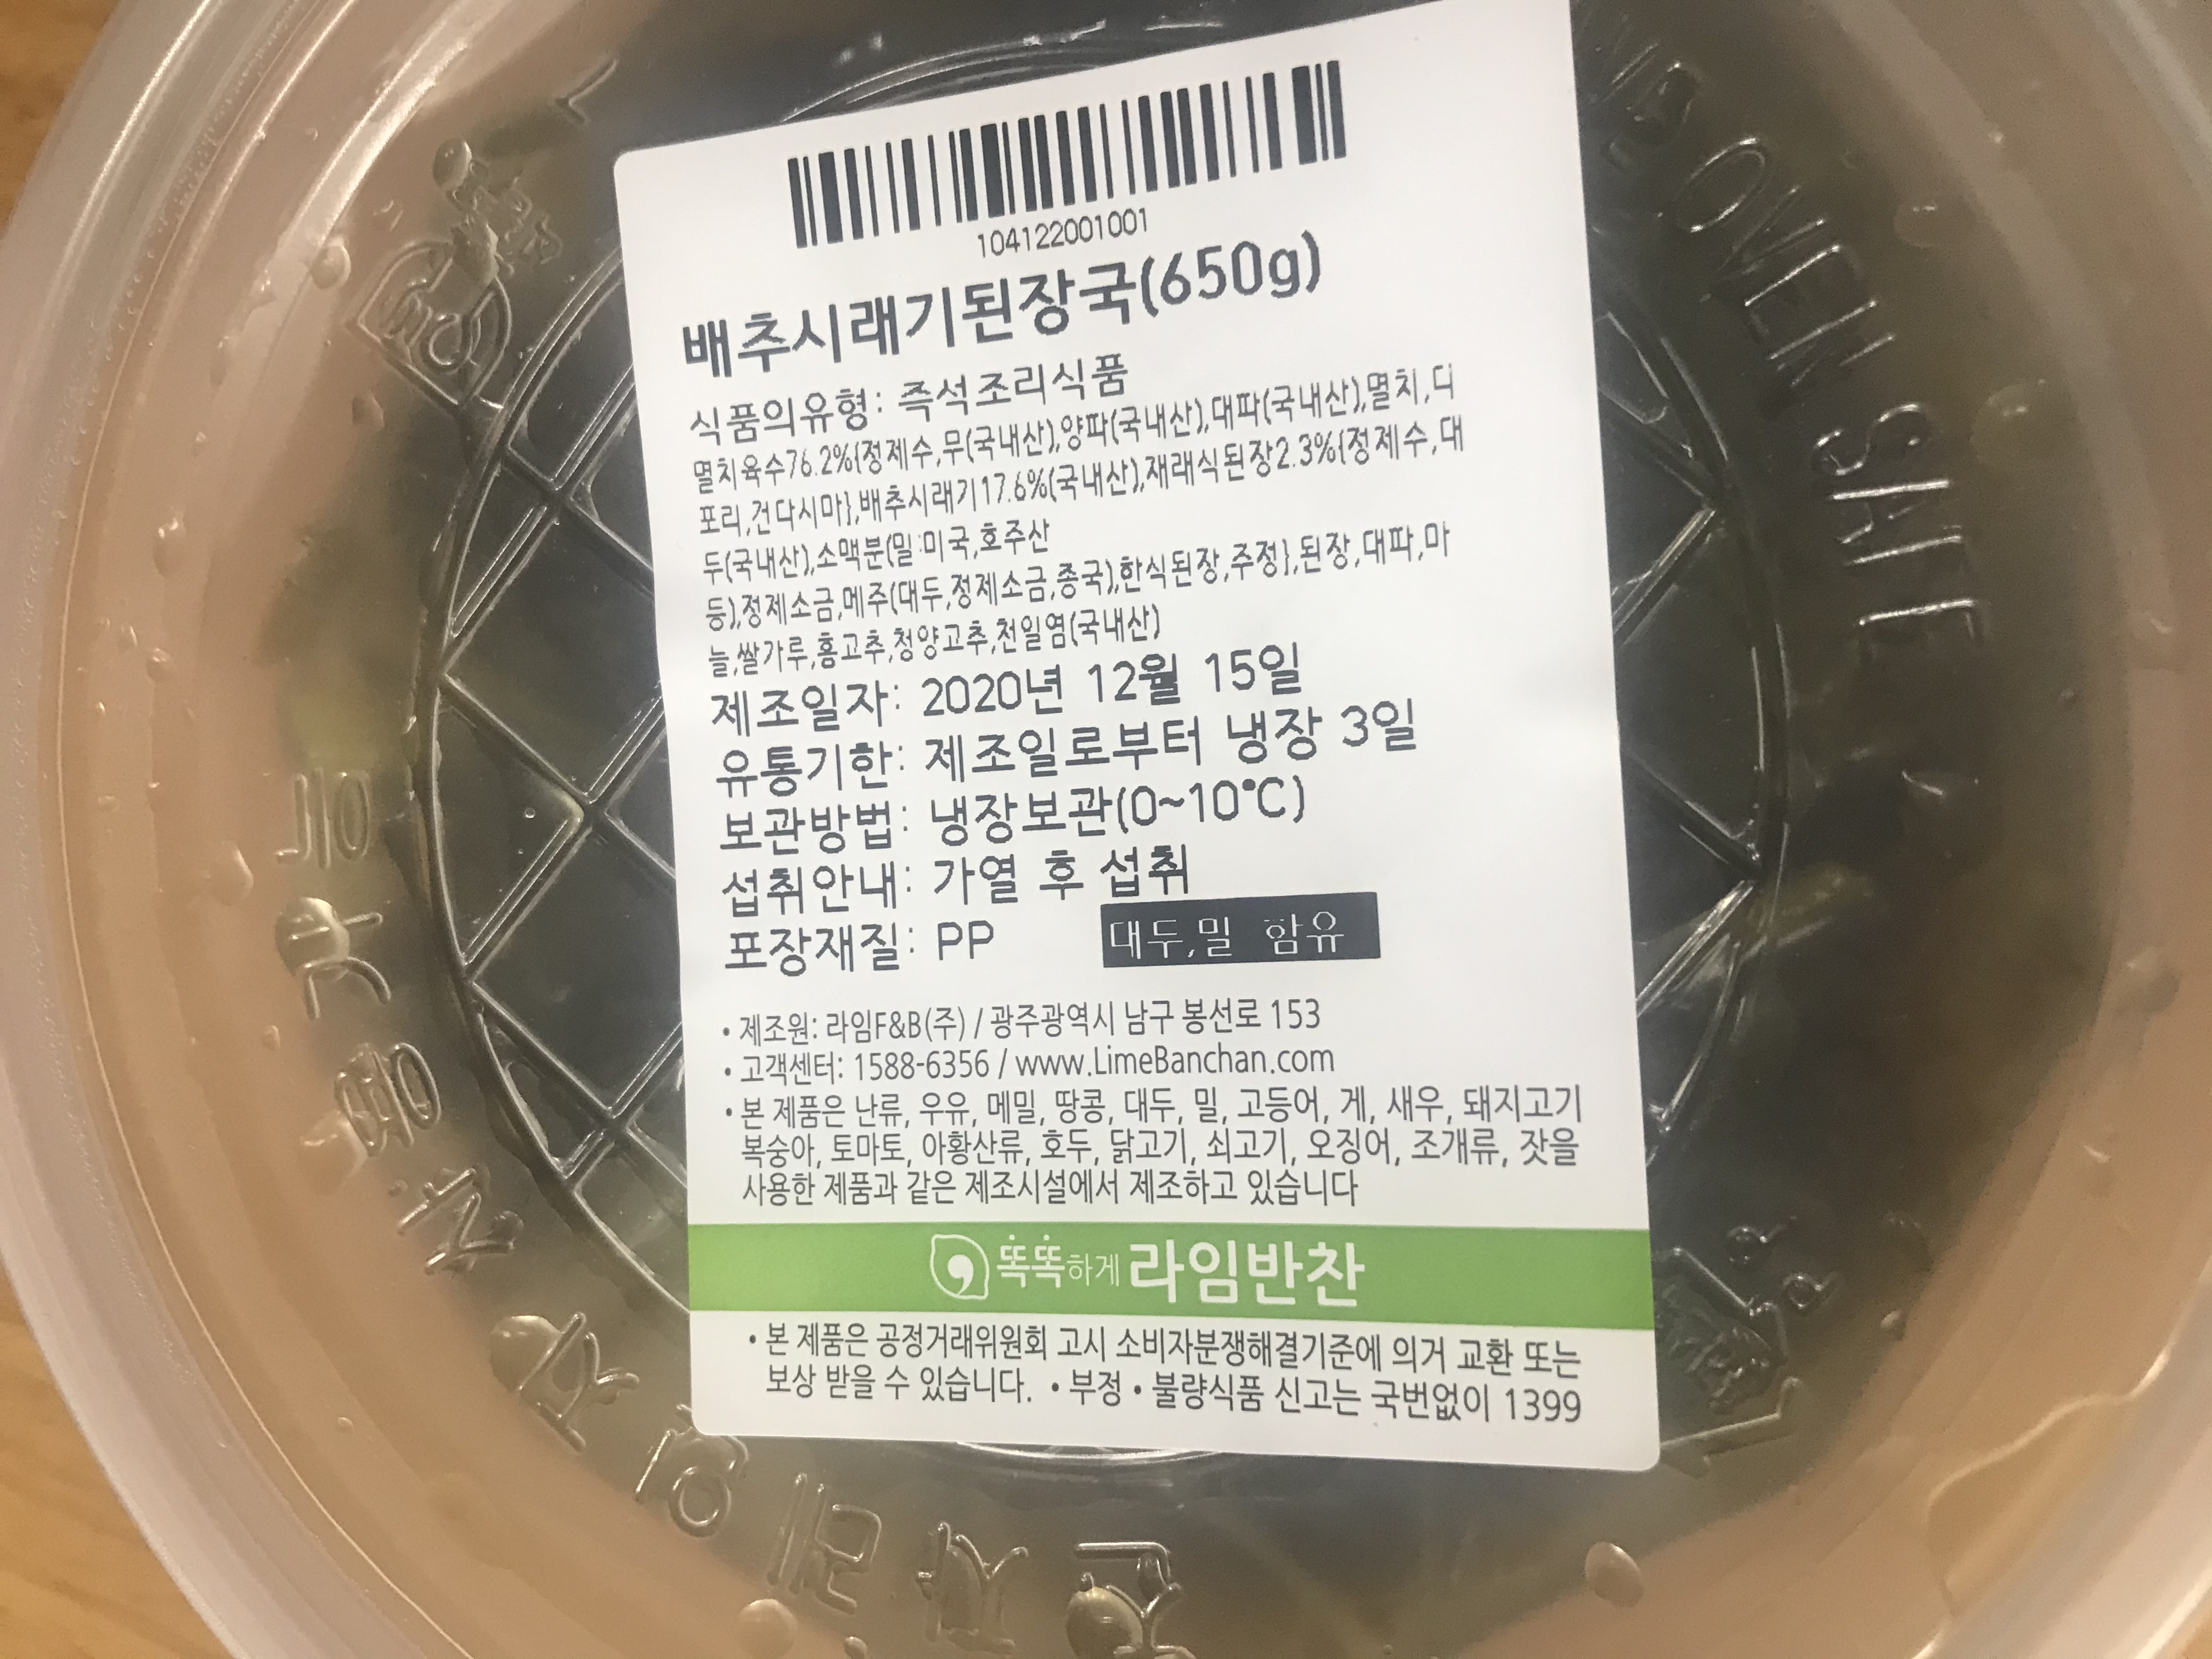 104122001001
배추시래기된장국(650g)
식품의유형: 즉석조리식품
멸치육수76.2%{정제수,무(국내산),양파(국내산),대파(국내산),멸치,디
포리,건다시마},배추시래기17.6%(국내산),재래식된장2.3%{정제수,대
두(국내산),소맥분(밀:미국,호주산
등),정제소금,메주(대두,정제소금,종국),한식된장,주정},된장,대파,마
늘,쌀가루,홍고추,청양고추,천일염(국내산)
제조일자: 2020년 12월 15일
유통기한: 제조일로부터 냉장 3일
보관방법: 냉장보관(0~10℃)
섭취안내: 가열 후 섭취
포장재질: PP 대두,밀 함유
• 제조원: 라임F&B(주) / 광주광역시 남구 봉선로 153
• 고객센터: 1588-6356 / www.LimeBanchan.com
• 본 제품은 난류, 우유, 메밀, 땅콩, 대두, 밀, 고등어, 게, 새우, 돼지고기
복숭아, 토마토, 아황산류, 호두, 닭고기, 쇠고기, 오징어, 조개류, 잣을
사용한 제품과 같은 제조시설에서 제조하고 있습니다
똑똑하게 라임반찬
• 본 제품은 공정거래위원회 고시 소비자분쟁해결기준에 의거 교환 또는
보상 받을 수 있습니다. • 부정 • 불량식품 신고는 국번없이 1399
OVEN SAFE
전자레인지